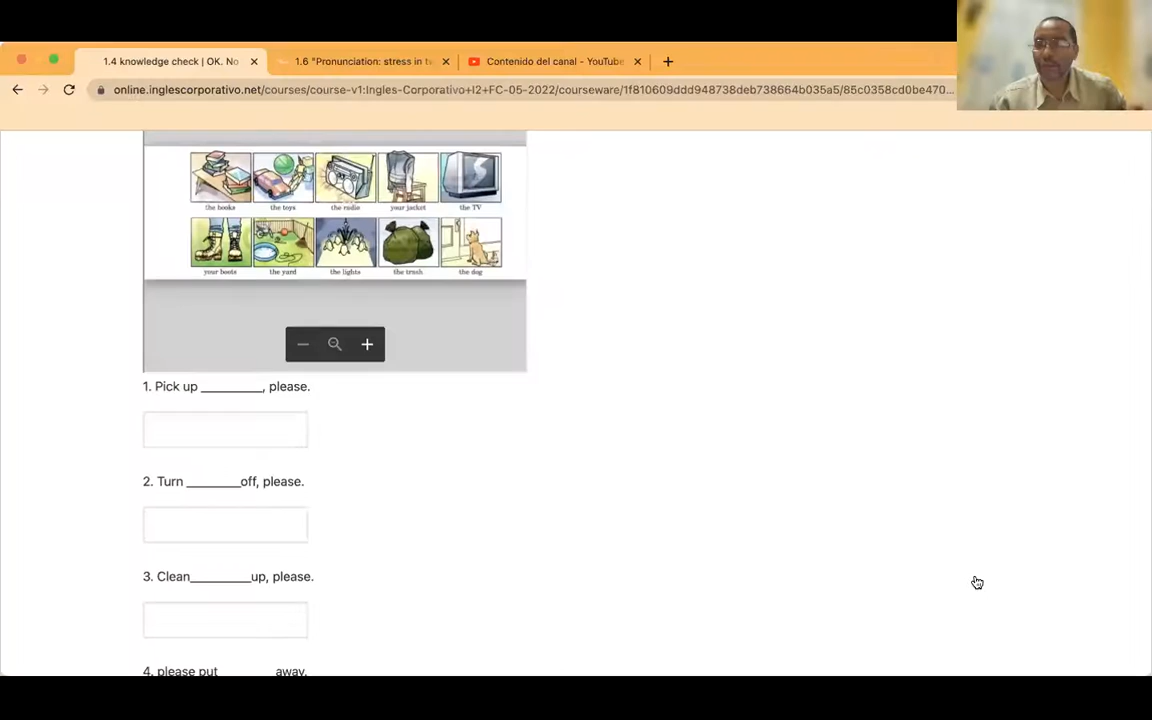 1.4 knowledge check | OK. No
1.6 "Pronunciation: stress in tw
Contenido del canal - YouTube
online.inglescorporativo.net/courses/course-v1:Ingles-Corporativo+I2+FC-05-2022/courseware/1f810609ddd948738deb738664b035a5/85c0358cd0be470...
the books the toys the radio your jacket the TV
your boots the yard the lights the trash the dog
1. Pick up _________, please.
2. Turn ________off, please.
3. Clean_________up, please.
4. please put ________ away.